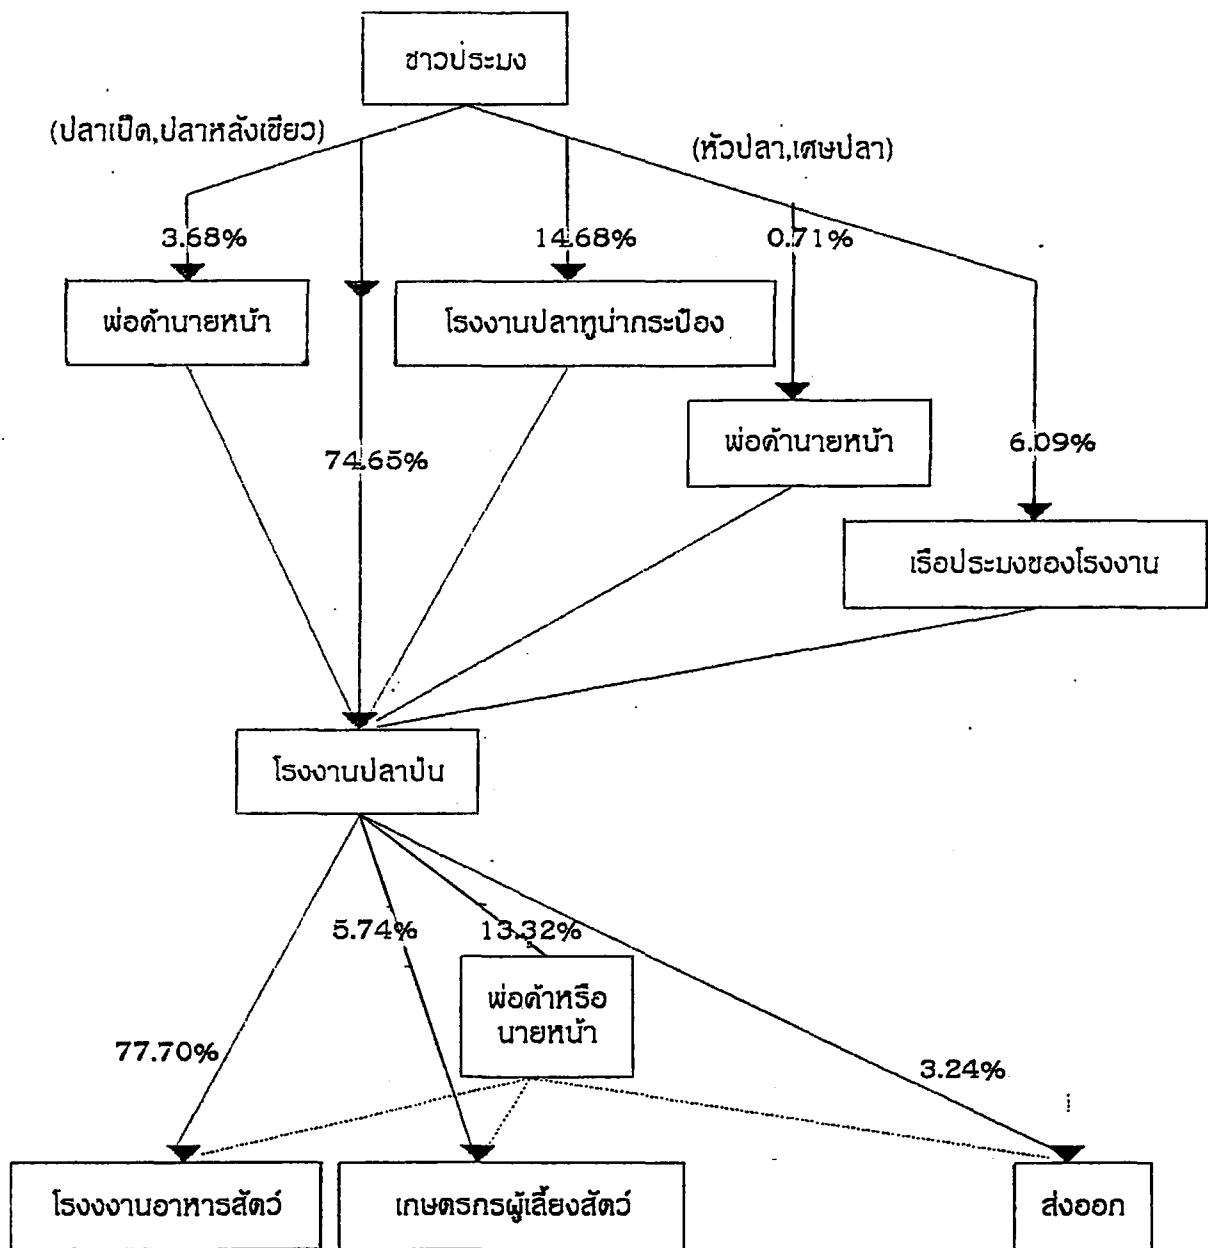 ชาวประมง
(ปลาเป็ด,ปลาหลังเขียว)
(หัวปลา,เศษปลา)
3.68%
14.68%
0.71%
พ่อค้านายหน้า
โรงงานปลาทูน่ากระป๋อง
พ่อค้านายหน้า
6.09%
74.65%
เรือประมงของโรงงาน
โรงงานปลาป่น
5.74%
13.32%
พ่อค้าหรือ
นายหน้า
77.70%
3.24%
โรงงงานอาหารสัตว์
เกษตรกรผู้เลี้ยงสัตว์
ส่งออก